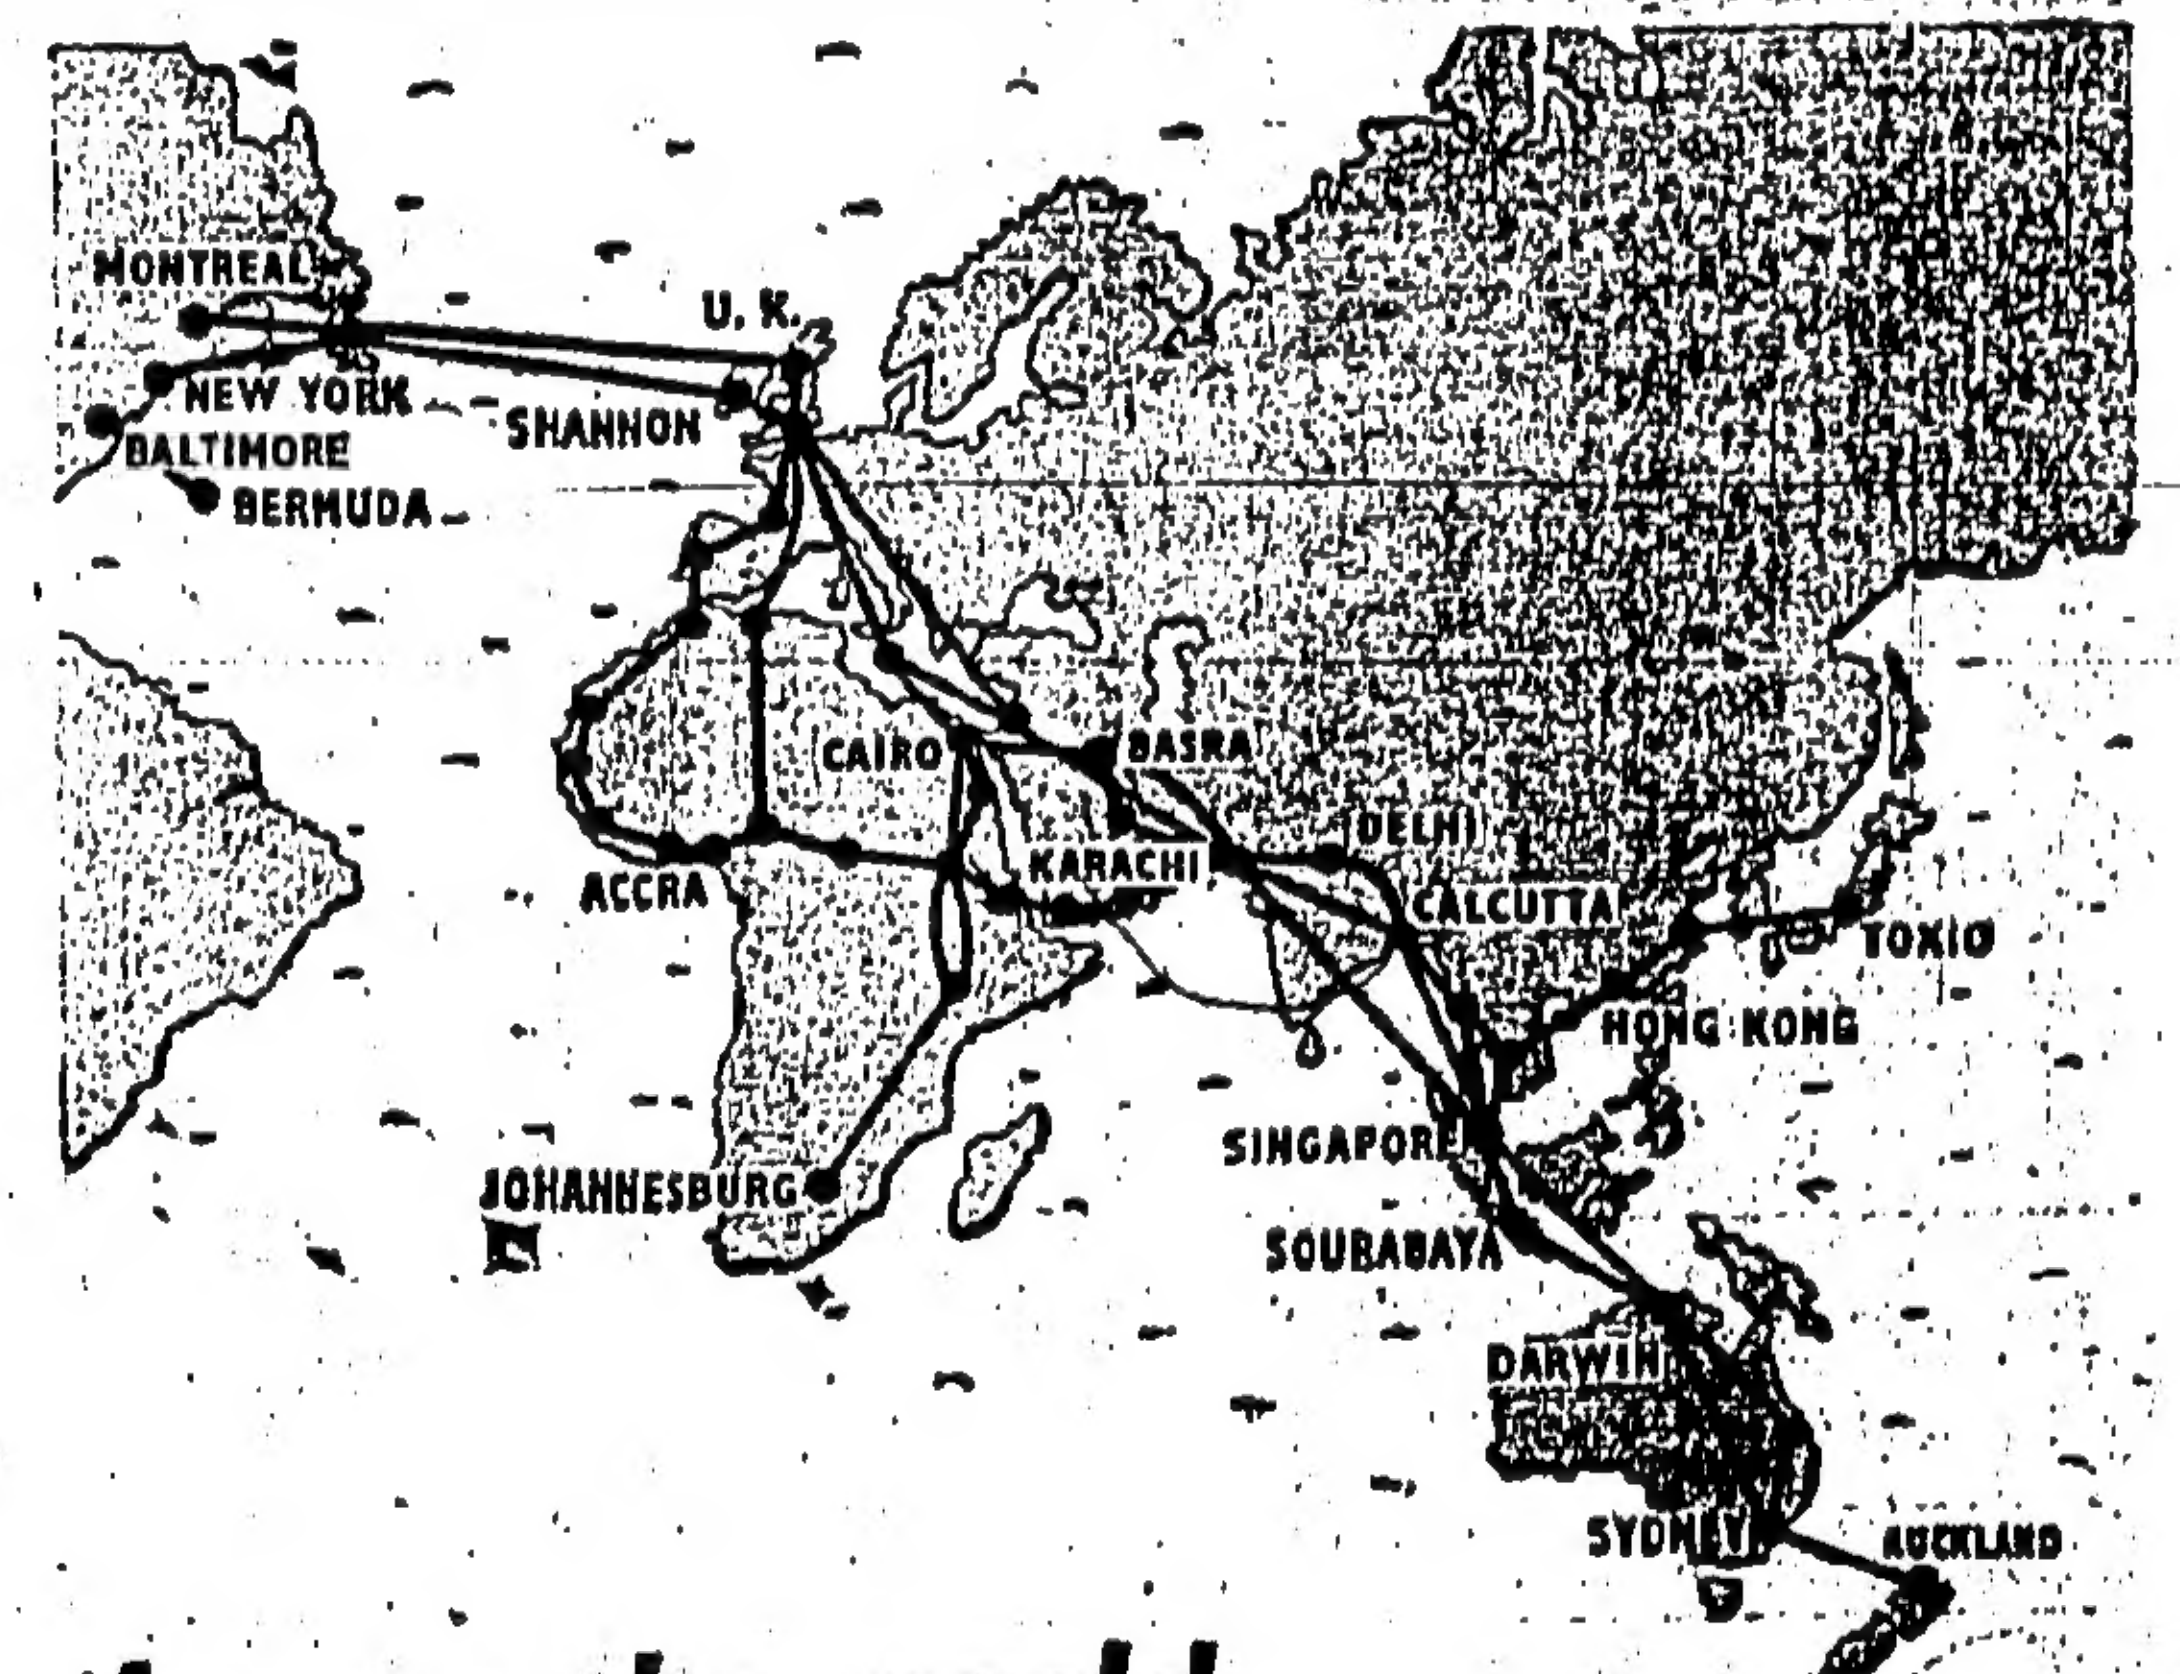 MONTREAL
U. K.
NEW YORK
SHANNON
BALTIMORE
BERMUDA
CAIRO
BASRA
DELHI
KARACHI
ACCRA
CALCUTTA
TOKIO
HONG KONG
SINGAPORE
JOHANNESBURG
SOURABAYA
DARWIN
SYDNEY
AUCKLAND